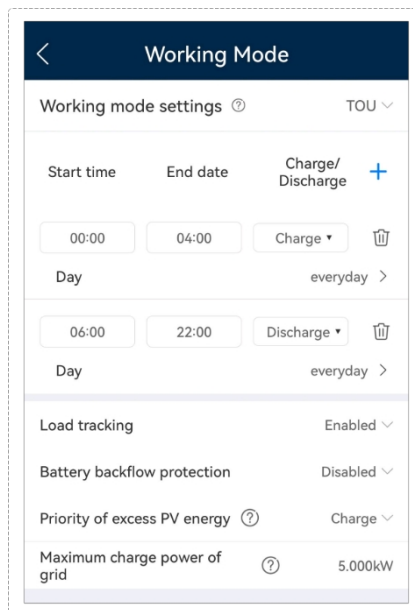 Working Mode
Working mode settings ? TOU
Start time End date Charge/
Discharge +
00:00 04:00 Charge
Day everyday
06:00 22:00 Discharge
Day everyday
Load tracking Enabled
Battery backflow protection Disabled
Priority of excess PV energy ? Charge
Maximum charge power of
grid ? 5.000kW